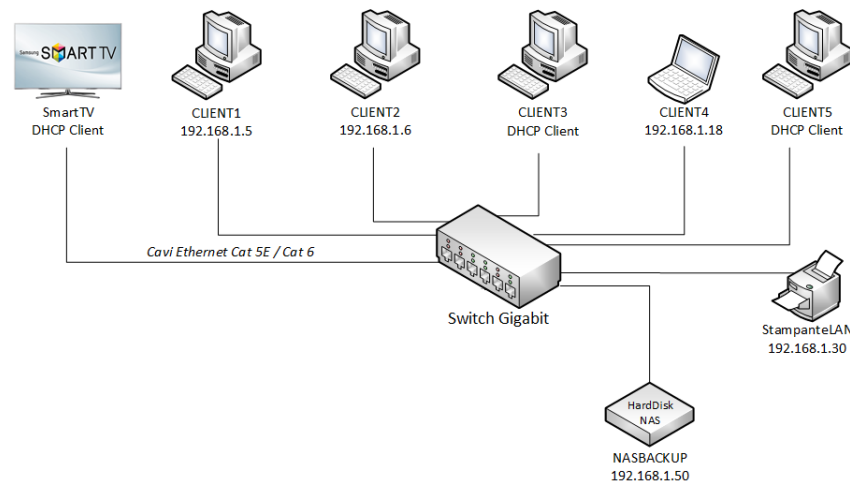 Samsung SMART TV
SmartTV
DHCP Client
CLIENT1
192.168.1.5
CLIENT2
192.168.1.6
CLIENT3
DHCP Client
CLIENT4
192.168.1.18
CLIENT5
DHCP Client
Cavi Ethernet Cat 5E / Cat 6
Switch Gigabit
StampanteLAN
192.168.1.30
HardDisk
NAS
NASBACKUP
192.168.1.50